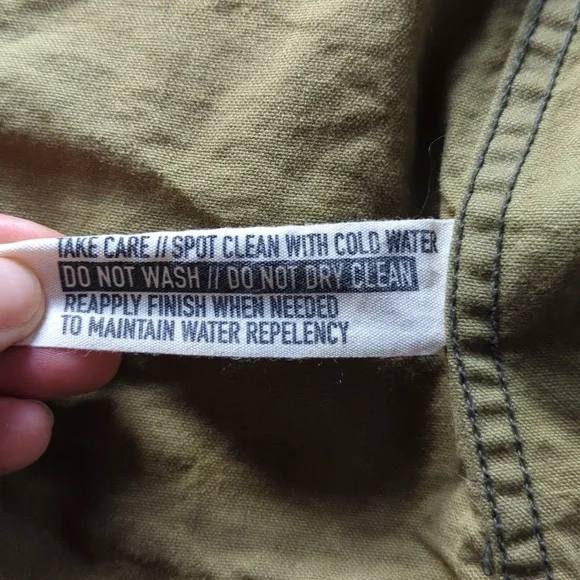 TAKE CARE // SPOT CLEAN WITH COLD WATER
DO NOT WASH // DO NOT DRY CLEAN
REAPPLY FINISH WHEN NEEDED
TO MAINTAIN WATER REPELENCY